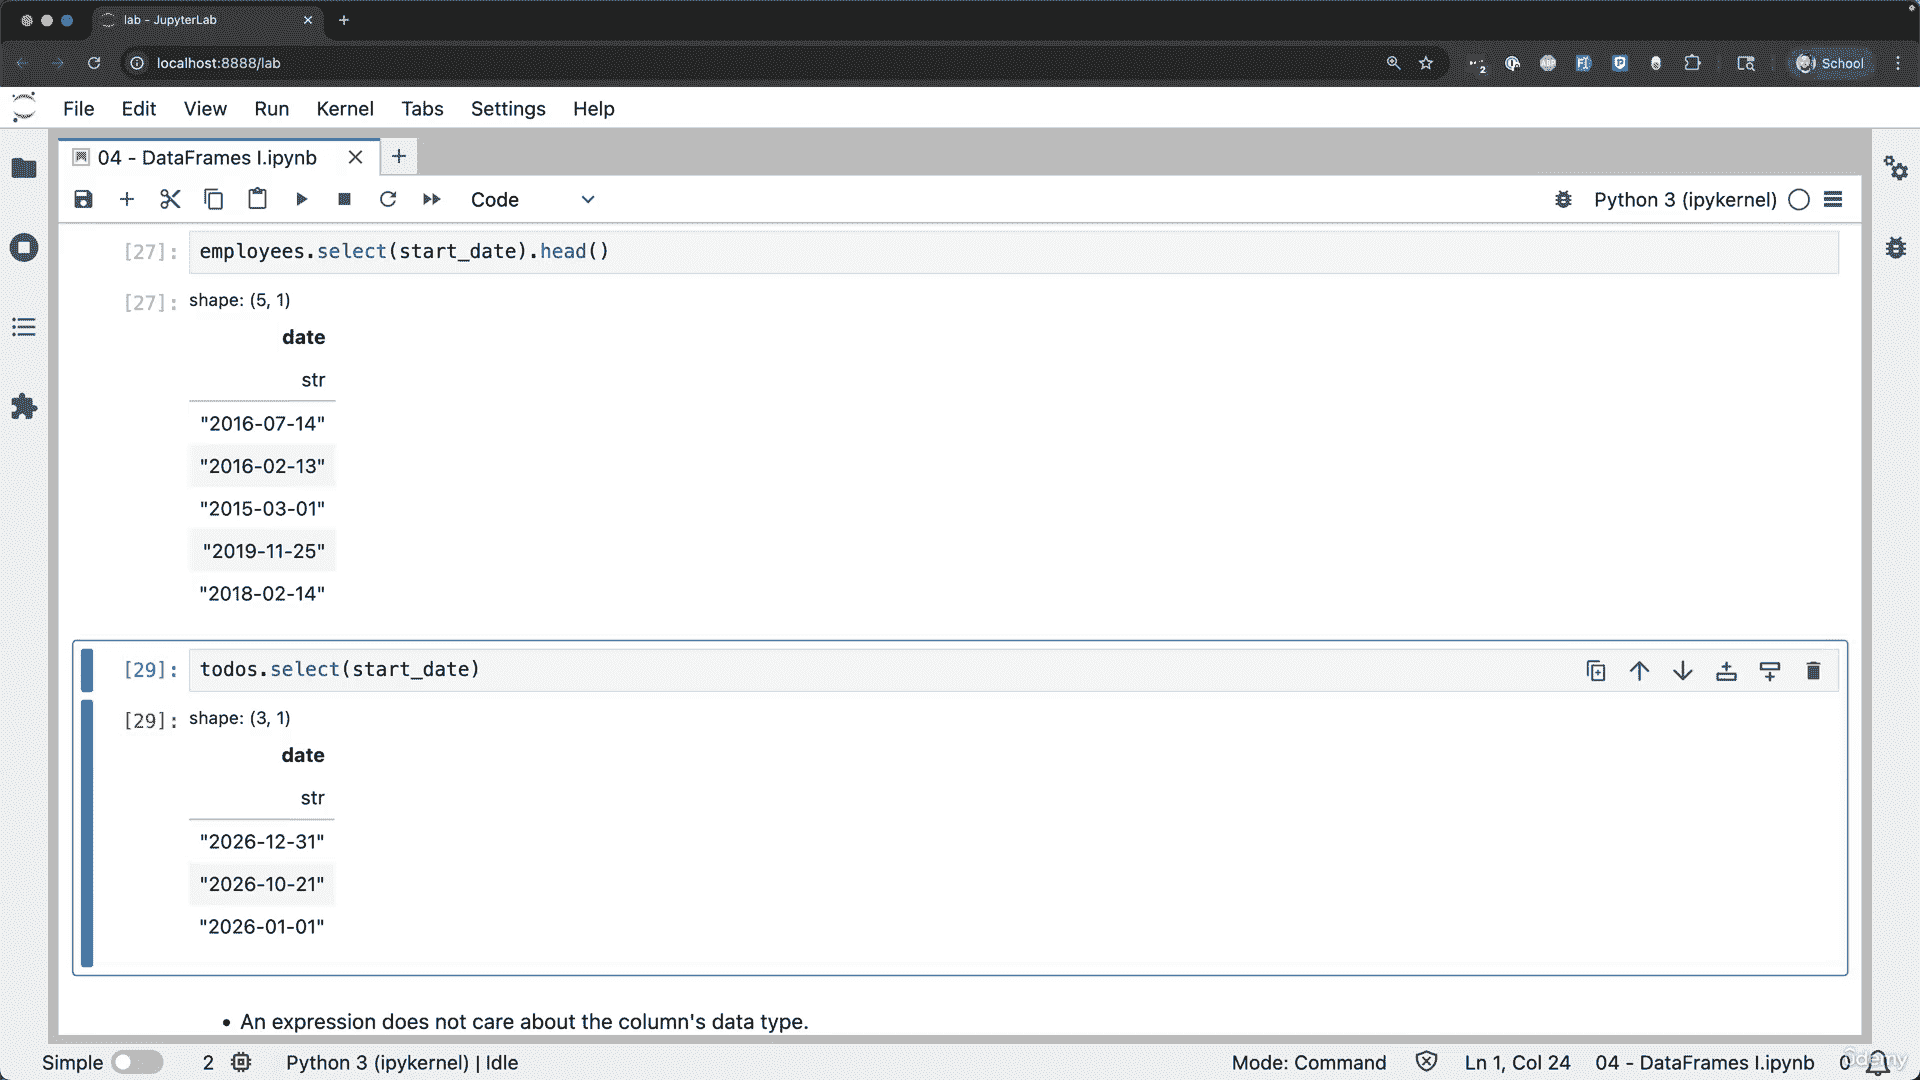 lab - JupyterLab
localhost:8888/lab
2
ABP
School
File Edit View Run Kernel Tabs Settings Help
04 - DataFrames I.ipynb
Code
Python 3 (ipykernel)
[27]: employees.select(start_date).head()
[27]: shape: (5, 1)
date
str
"2016-07-14"
"2016-02-13"
"2015-03-01"
"2019-11-25"
"2018-02-14"
[29]: todos.select(start_date)
[29]: shape: (3, 1)
date
str
"2026-12-31"
"2026-10-21"
"2026-01-01"
• An expression does not care about the column's data type.
Simple 2 Python 3 (ipykernel) | Idle Mode: Command Ln 1, Col 24 04 - DataFrames I.ipynb 0
Udemy